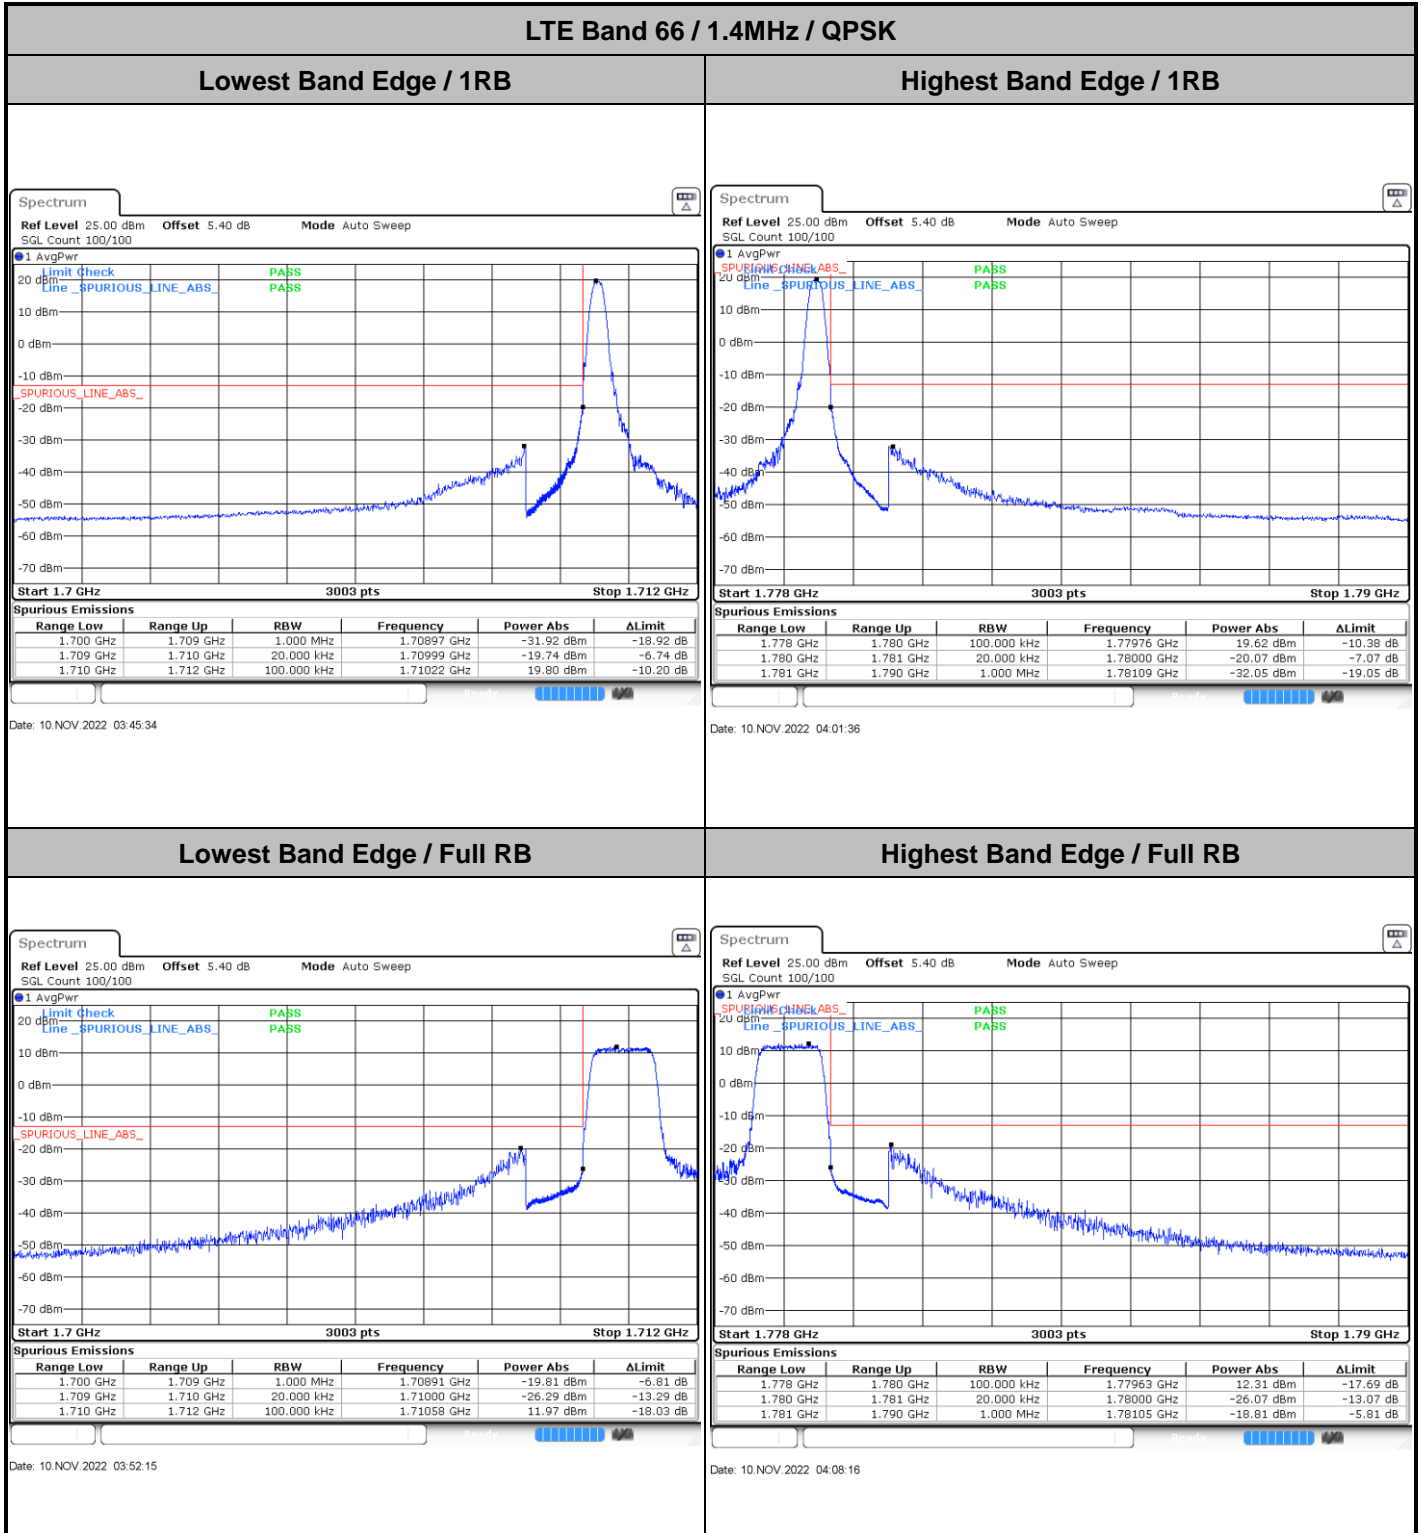 LTE Band 66 / 1.4MHz / QPSK
Lowest Band Edge / 1RB
Highest Band Edge / 1RB
Spectrum
Ref Level 25.00 dBm Offset 5.40 dB Mode Auto Sweep
SGL Count 100/100
1 AvgPwr
Limit Check PASS
20 dBm
Line _SPURIOUS_LINE_ABS_ PASS
10 dBm
0 dBm
-10 dBm
_SPURIOUS_LINE_ABS_
-20 dBm
-30 dBm
-40 dBm
-50 dBm
-60 dBm
-70 dBm
Start 1.7 GHz 3003 pts Stop 1.712 GHz
Spurious Emissions
Range Low Range Up RBW Frequency Power Abs ΔLimit
1.700 GHz 1.709 GHz 1.000 MHz 1.70897 GHz -31.92 dBm -18.92 dB
1.709 GHz 1.710 GHz 20.000 kHz 1.70999 GHz -19.74 dBm -6.74 dB
1.710 GHz 1.712 GHz 100.000 kHz 1.71022 GHz 19.80 dBm -10.20 dB
Ready
Date: 10.NOV.2022 03:45:34
Spectrum
Ref Level 25.00 dBm Offset 5.40 dB Mode Auto Sweep
SGL Count 100/100
1 AvgPwr
_SPURIOUS_LINE_ABS_
Limit Check PASS
20 dBm
Line _SPURIOUS_LINE_ABS_ PASS
10 dBm
0 dBm
-10 dBm
-20 dBm
-30 dBm
-40 dBm
-50 dBm
-60 dBm
-70 dBm
Start 1.778 GHz 3003 pts Stop 1.79 GHz
Spurious Emissions
Range Low Range Up RBW Frequency Power Abs ΔLimit
1.778 GHz 1.780 GHz 100.000 kHz 1.77976 GHz 19.62 dBm -10.38 dB
1.780 GHz 1.781 GHz 20.000 kHz 1.78000 GHz -20.07 dBm -7.07 dB
1.781 GHz 1.790 GHz 1.000 MHz 1.78109 GHz -32.05 dBm -19.05 dB
Ready
Date: 10.NOV.2022 04:01:36
Lowest Band Edge / Full RB
Highest Band Edge / Full RB
Spectrum
Ref Level 25.00 dBm Offset 5.40 dB Mode Auto Sweep
SGL Count 100/100
1 AvgPwr
Limit Check PASS
20 dBm
Line _SPURIOUS_LINE_ABS_ PASS
10 dBm
0 dBm
-10 dBm
_SPURIOUS_LINE_ABS_
-20 dBm
-30 dBm
-40 dBm
-50 dBm
-60 dBm
-70 dBm
Start 1.7 GHz 3003 pts Stop 1.712 GHz
Spurious Emissions
Range Low Range Up RBW Frequency Power Abs ΔLimit
1.700 GHz 1.709 GHz 1.000 MHz 1.70891 GHz -19.81 dBm -6.81 dB
1.709 GHz 1.710 GHz 20.000 kHz 1.71000 GHz -26.29 dBm -13.29 dB
1.710 GHz 1.712 GHz 100.000 kHz 1.71058 GHz 11.97 dBm -18.03 dB
Ready
Date: 10.NOV.2022 03:52:15
Spectrum
Ref Level 25.00 dBm Offset 5.40 dB Mode Auto Sweep
SGL Count 100/100
1 AvgPwr
_SPURIOUS_LINE_ABS_
Limit Check PASS
20 dBm
Line _SPURIOUS_LINE_ABS_ PASS
10 dBm
0 dBm
-10 dBm
-20 dBm
-30 dBm
-40 dBm
-50 dBm
-60 dBm
-70 dBm
Start 1.778 GHz 3003 pts Stop 1.79 GHz
Spurious Emissions
Range Low Range Up RBW Frequency Power Abs ΔLimit
1.778 GHz 1.780 GHz 100.000 kHz 1.77963 GHz 12.31 dBm -17.69 dB
1.780 GHz 1.781 GHz 20.000 kHz 1.78000 GHz -26.07 dBm -13.07 dB
1.781 GHz 1.790 GHz 1.000 MHz 1.78105 GHz -18.81 dBm -5.81 dB
Ready
Date: 10.NOV.2022 04:08:16